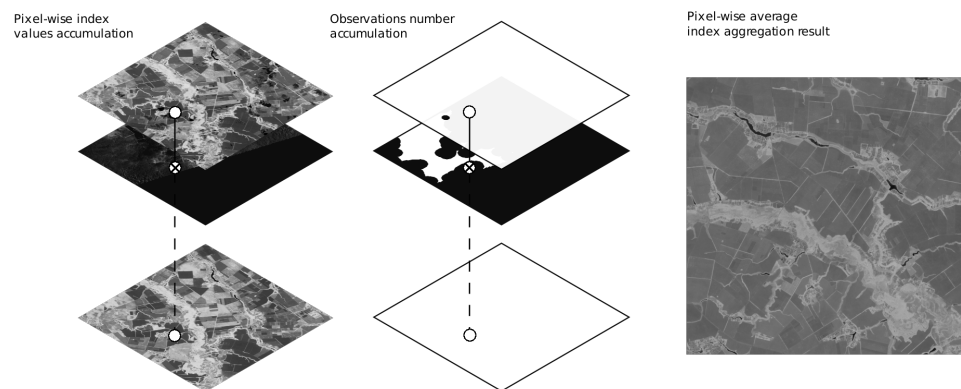 Pixel-wise index
values accumulation
Observations number
accumulation
Pixel-wise average
index aggregation result